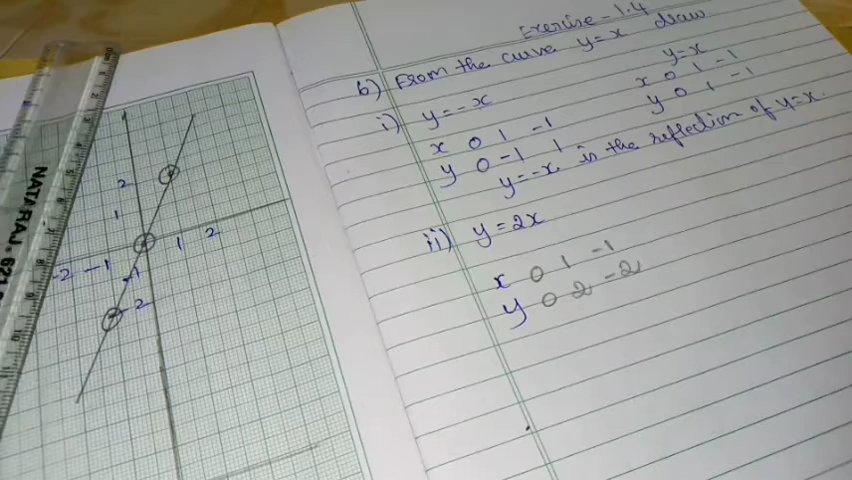 Exercise - 1.4
6) From the curve y=x draw
i) y=-x
x 0 1 -1
y 0 -1 1
y=x
x 0 1 -1
y 0 1 -1
y=-x is the reflection of y=x.
ii) y=2x
x 0 1 -1
y 0 2 -2
2
1
-2 -1 1 2
-1
-2
NATARAJ 621